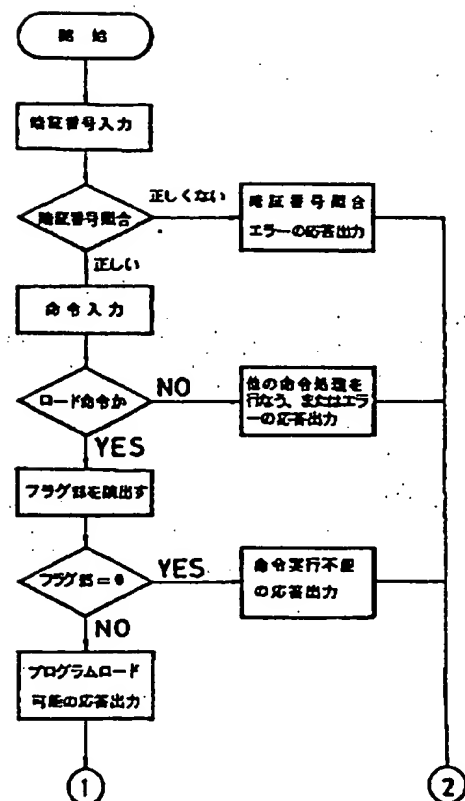 開始
暗証番号入力
暗証番号照合
正しくない
暗証番号照合
エラーの応答出力
正しい
命令入力
ロード命令か
NO
他の命令処理を
行なう、またはエラ
ーの応答出力
YES
フラグ部を読出す
フラグ部=0
YES
命令実行不能
の応答出力
NO
プログラムロード
可能の応答出力
1
2